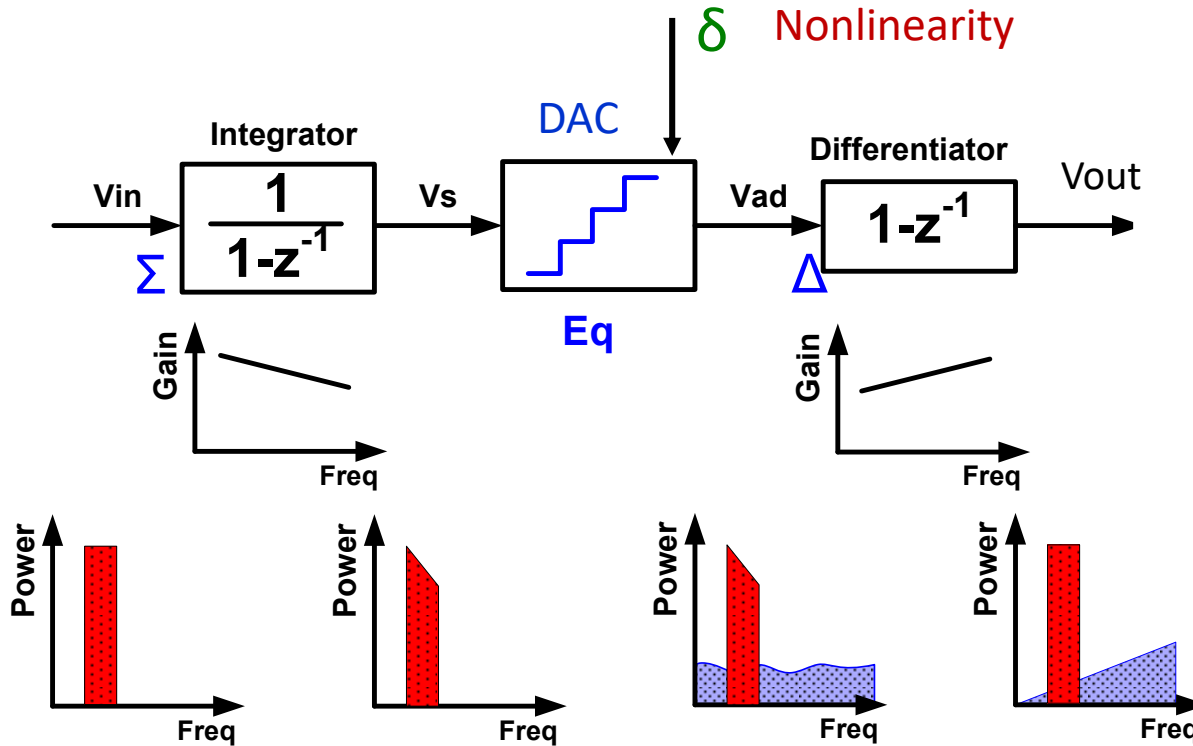 δ Nonlinearity
DAC
Integrator
Differentiator
Vin
1
1-z⁻¹
Vs
Vad
1-z⁻¹
Vout
Σ
Δ
Eq
Gain
Freq
Gain
Freq
Power
Freq
Power
Freq
Power
Freq
Power
Freq